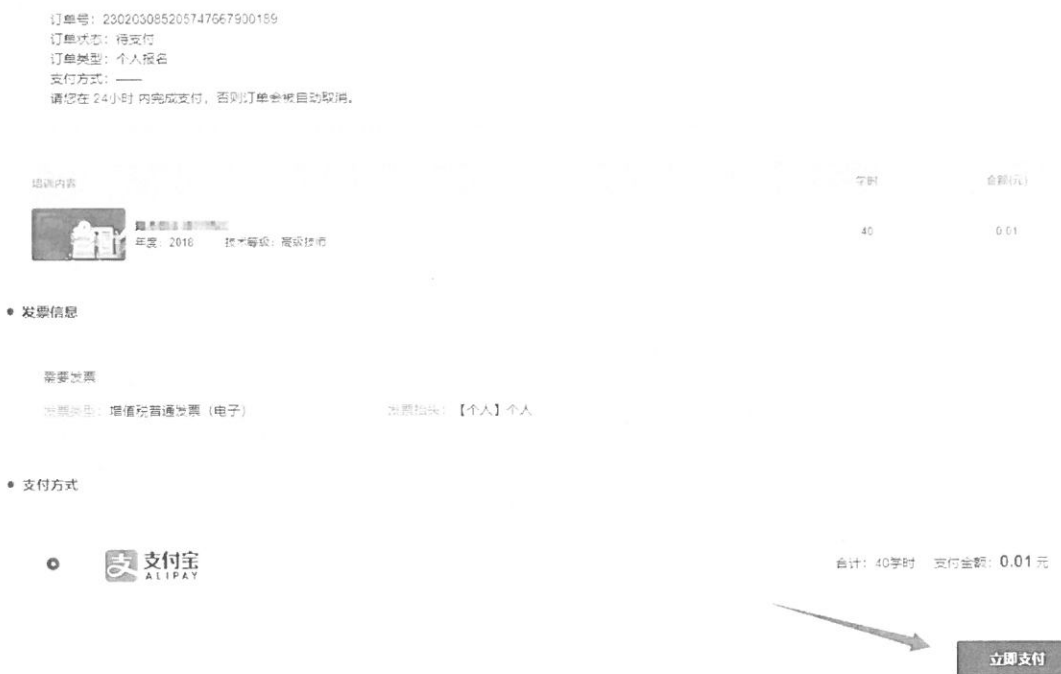 订单号：230203085205747667900189
订单状态：待支付
订单类型：个人报名
支付方式：——
请您在 24小时 内完成支付，否则订单会被自动取消。
培训内容 学时 金额(元)
年度：2018 技术等级：高级技师 40 0.01
发票信息
需要发票
发票类型：增值税普通发票（电子） 发票抬头：【个人】个人
支付方式
支 支付宝
ALIPAY
合计：40学时 支付金额：0.01 元
立即支付